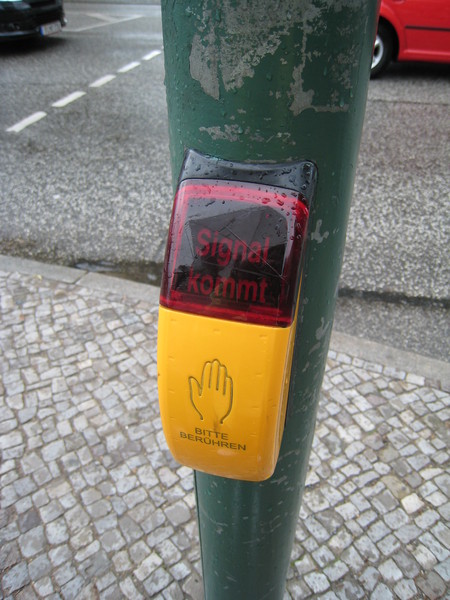 Signal
kommt
BITTE
BERÜHREN